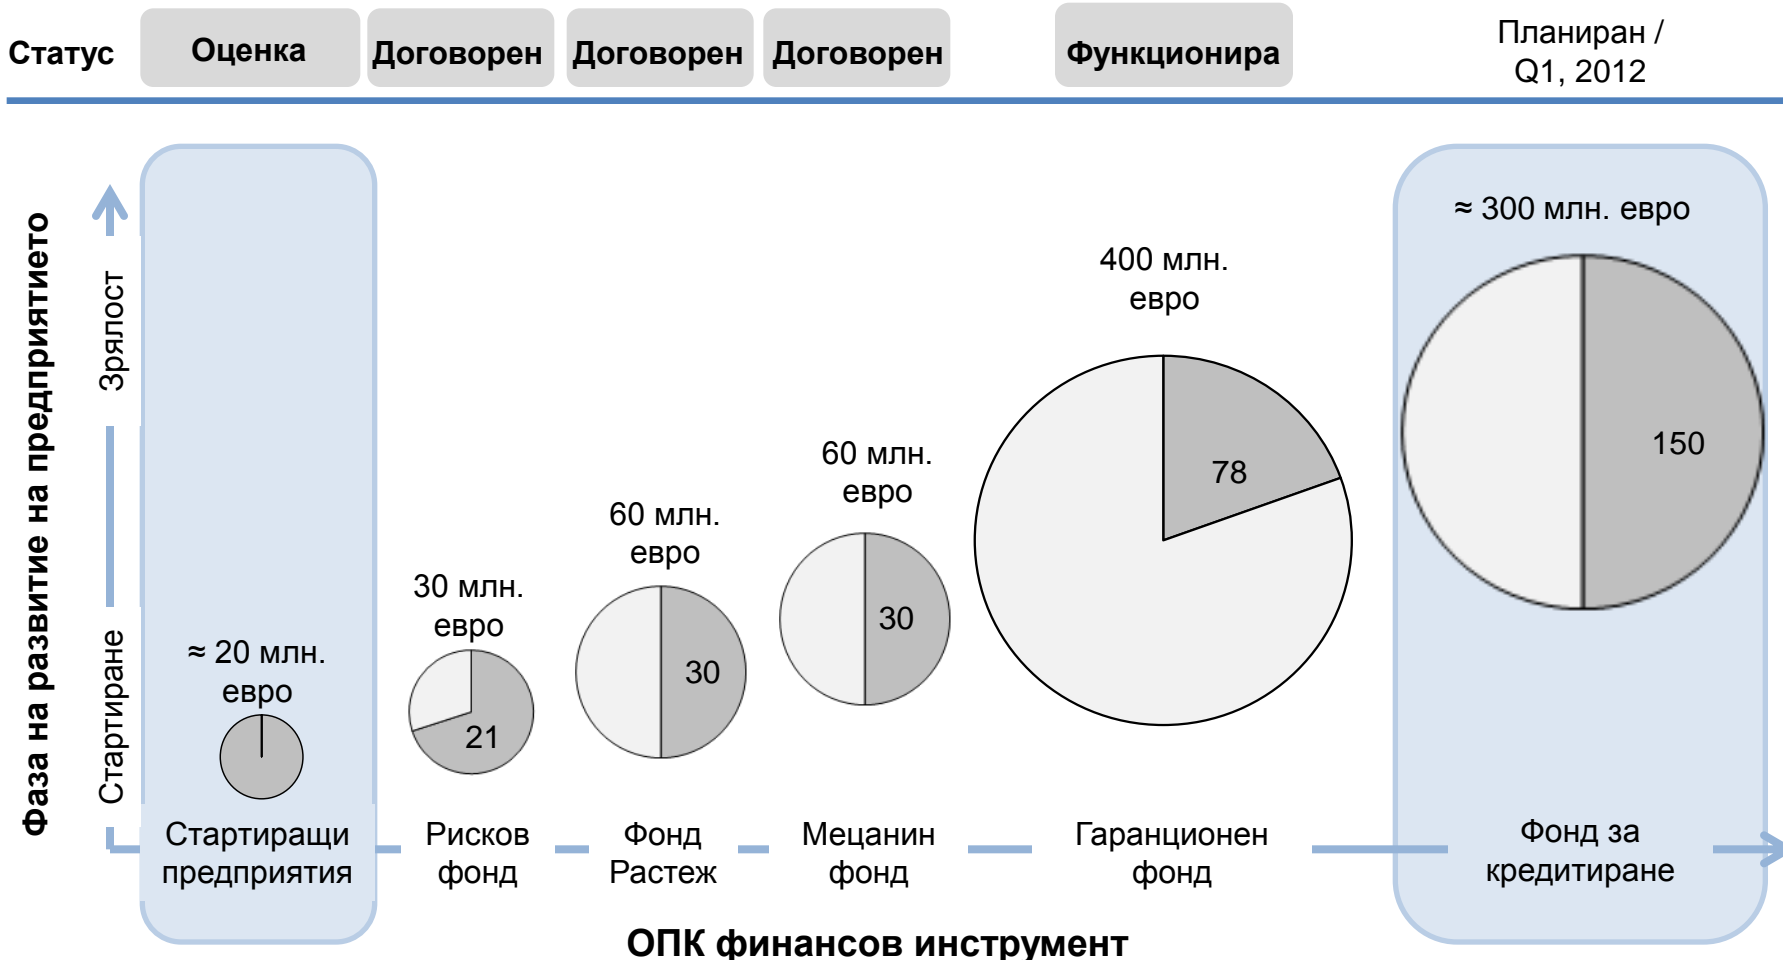 Статус
Оценка
Договорен
Договорен
Договорен
Функционира
Планиран /
Q1, 2012
Фаза на развитие на предприятието
Зрялост
Стартиране
≈ 20 млн.
евро
30 млн.
евро
21
60 млн.
евро
30
60 млн.
евро
30
400 млн.
евро
78
≈ 300 млн. евро
150
Стартиращи
предприятия
Рисков
фонд
Фонд
Растеж
Мецанин
фонд
Гаранционен
фонд
Фонд за
кредитиране
ОПК финансов инструмент